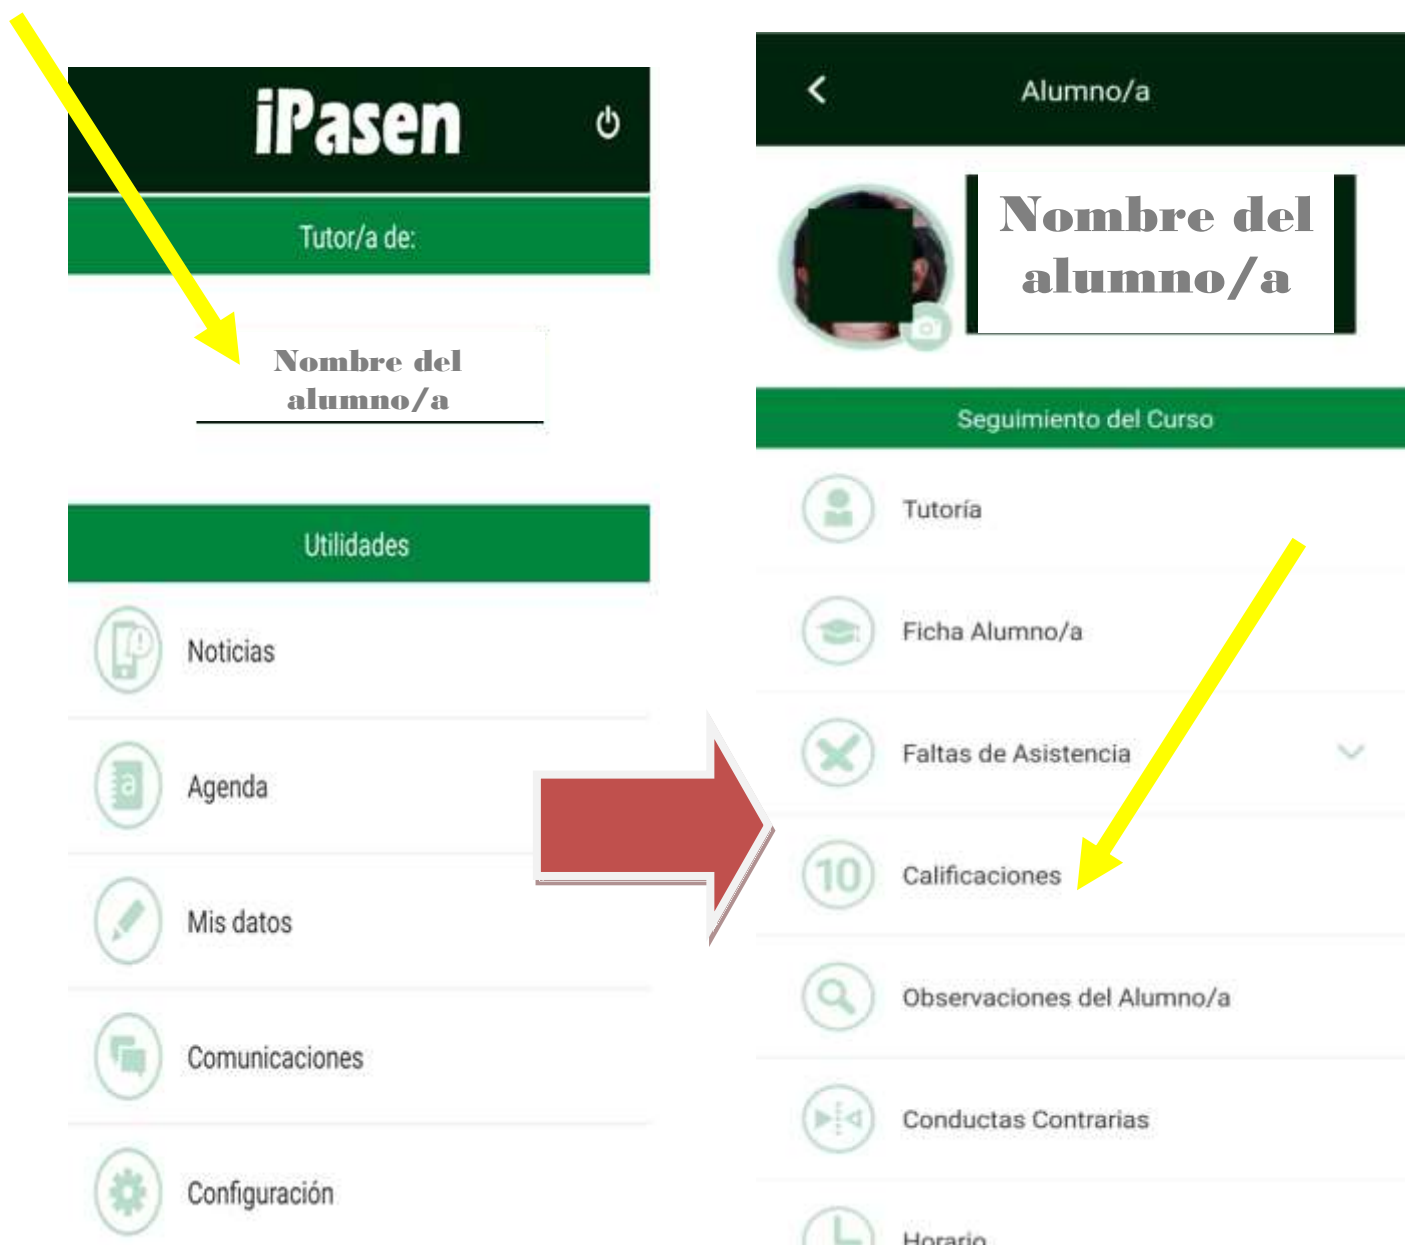 iPasen
Tutor/a de:
Nombre del
alumno/a
Utilidades
Noticias
a
Agenda
Mis datos
Comunicaciones
Configuración
Alumno/a
Nombre del
alumno/a
Seguimiento del Curso
Tutoría
Ficha Alumno/a
Faltas de Asistencia
10 Calificaciones
Observaciones del Alumno/a
Conductas Contrarias
Horario